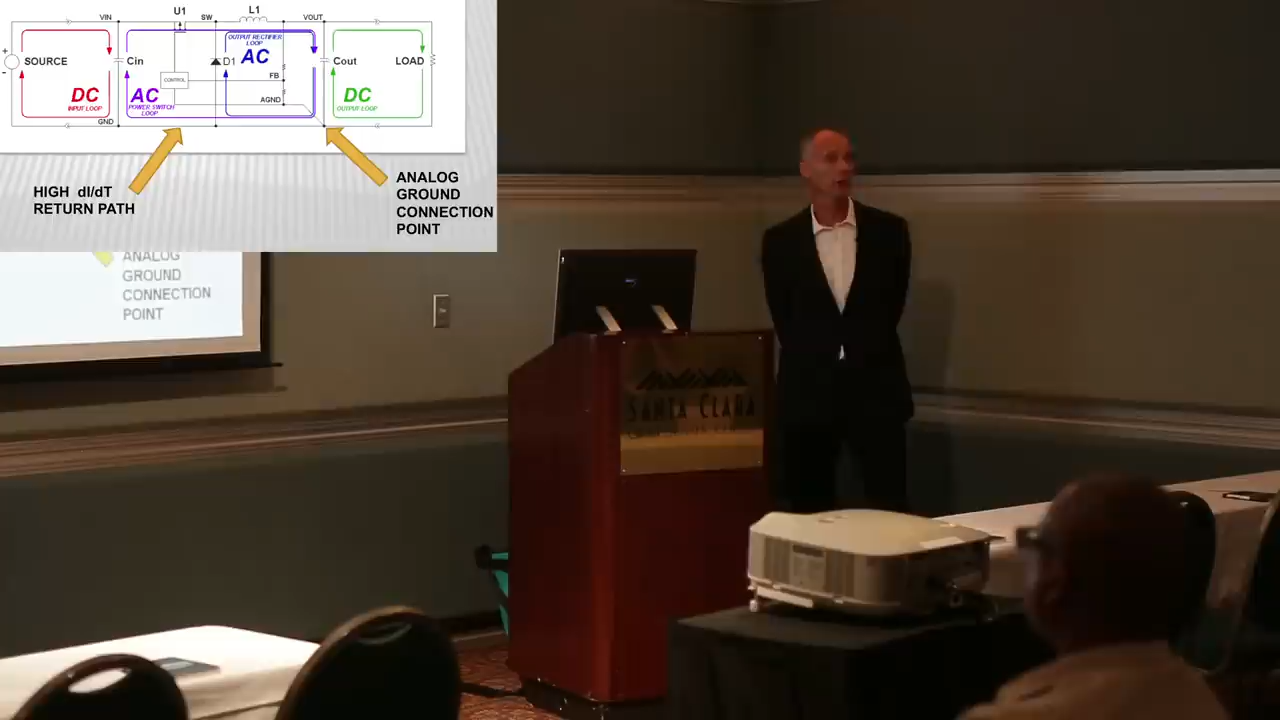 U1
L1
VIN
SW
VOUT
OUTPUT RECTIFIER
LOOP
AC
+
SOURCE
Cin
D1
Cout
LOAD
-
CONTROL
FB
DC
INPUT LOOP
AC
POWER SWITCH
LOOP
AGND
DC
OUTPUT LOOP
GND
HIGH dI/dT
RETURN PATH
ANALOG
GROUND
CONNECTION
POINT
ANALOG
GROUND
CONNECTION
POINT
SANTA CLARA